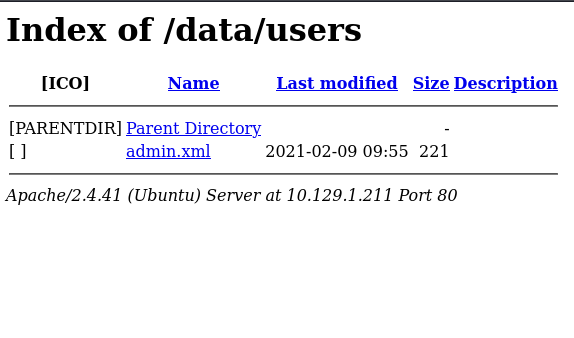 Index of /data/users
[ICO] Name Last modified Size Description
[PARENTDIR] Parent Directory -
[ ] admin.xml 2021-02-09 09:55 221
Apache/2.4.41 (Ubuntu) Server at 10.129.1.211 Port 80